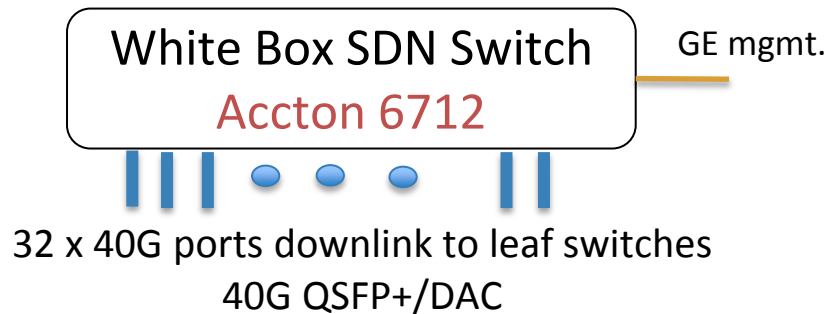 White Box SDN Switch
GE mgmt.
Accton 6712
32 x 40G ports downlink to leaf switches
40G QSFP+/DAC